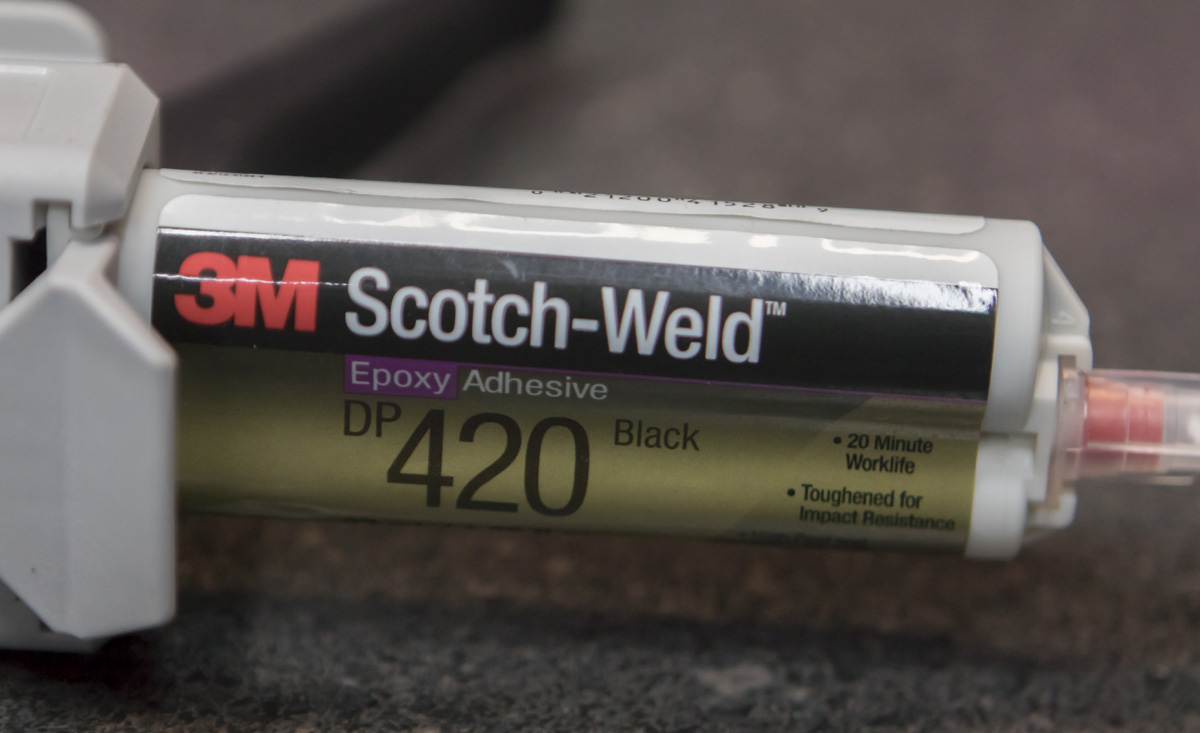 3M Scotch-Weld™
Epoxy Adhesive
DP 420 Black
• 20 Minute
Worklife
• Toughened for
Impact Resistance